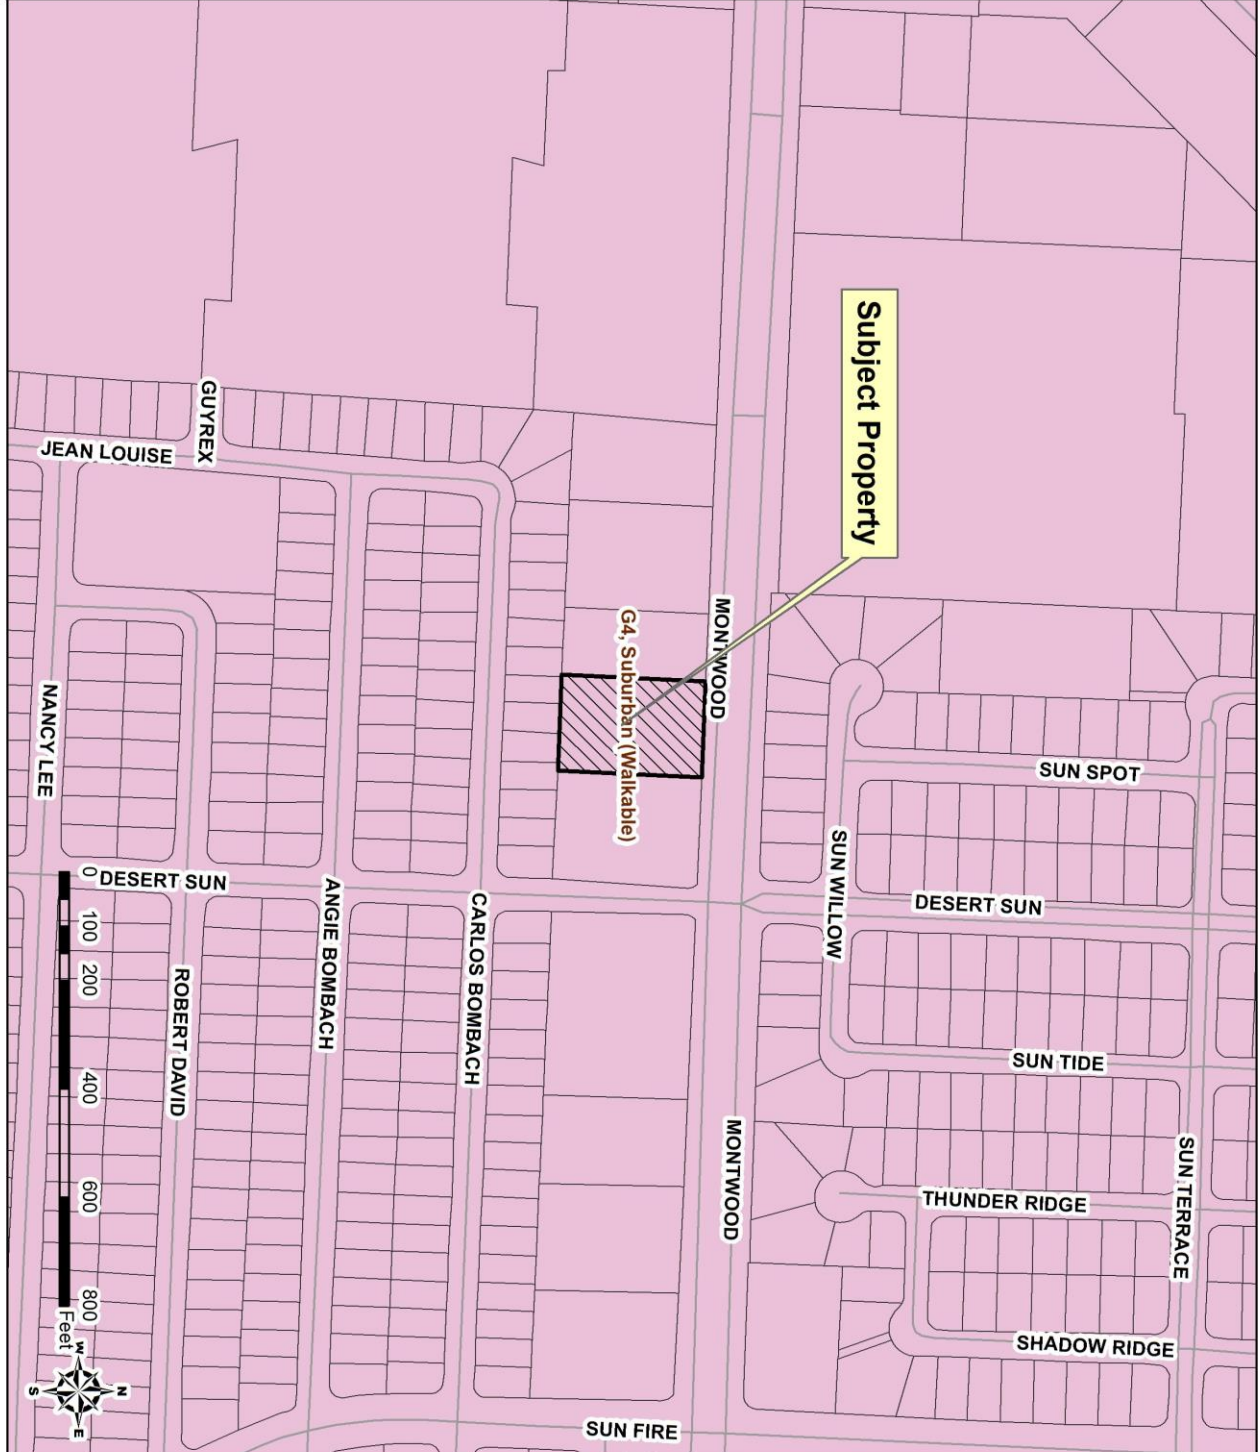 Subject Property
GUYREX
JEAN LOUISE
MONTWOOD
G4, Suburban (Walkable)
NANCY LEE
SUN SPOT
SUN WILLOW
DESERT SUN
DESERT SUN
ANGIE BOMBACH
CARLOS BOMBACH
ROBERT DAVID
SUN TIDE
MONTWOOD
SUN TERRACE
THUNDER RIDGE
SHADOW RIDGE
SUN FIRE
0 100 200 400 600 800
Feet
N
W
E
S